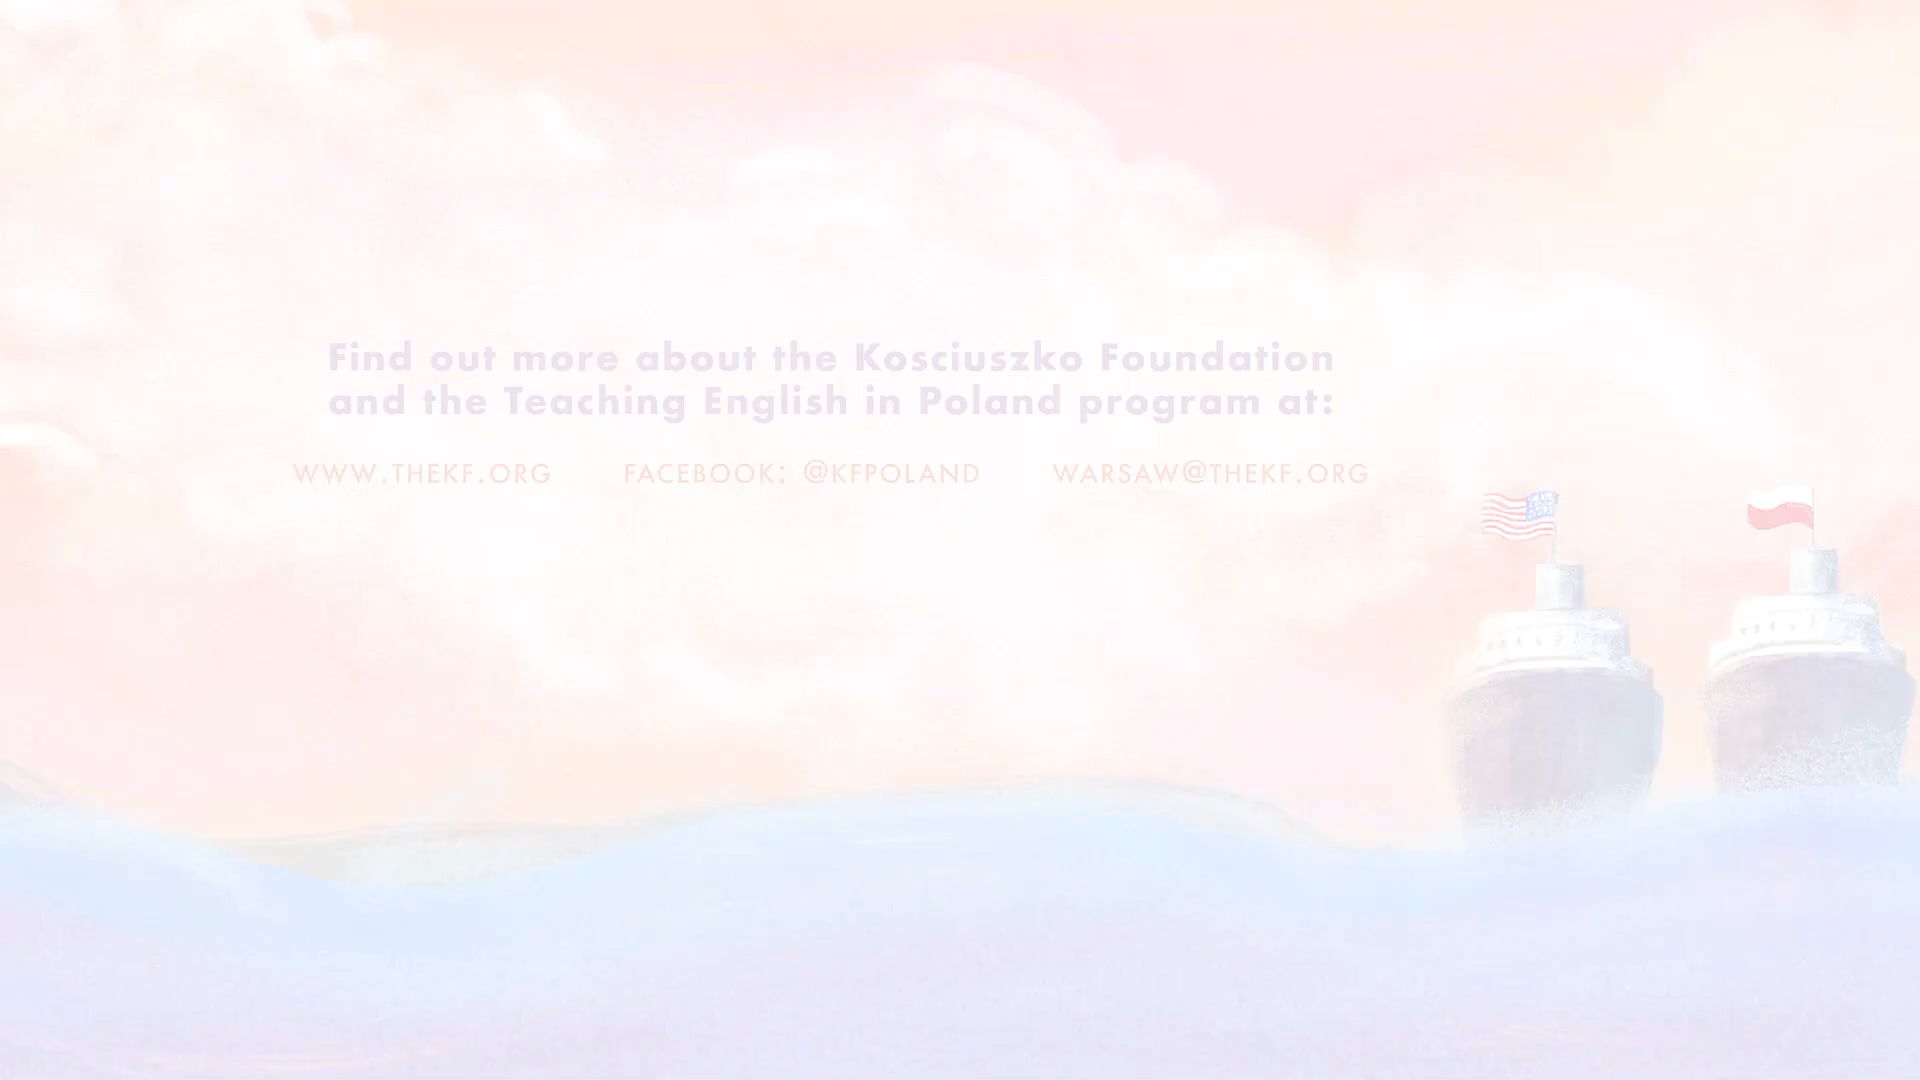 Find out more about the Kosciuszko Foundation
and the Teaching English in Poland program at:
WWW.THEKF.ORG FACEBOOK: @KFPOLAND WARSAW@THEKF.ORG